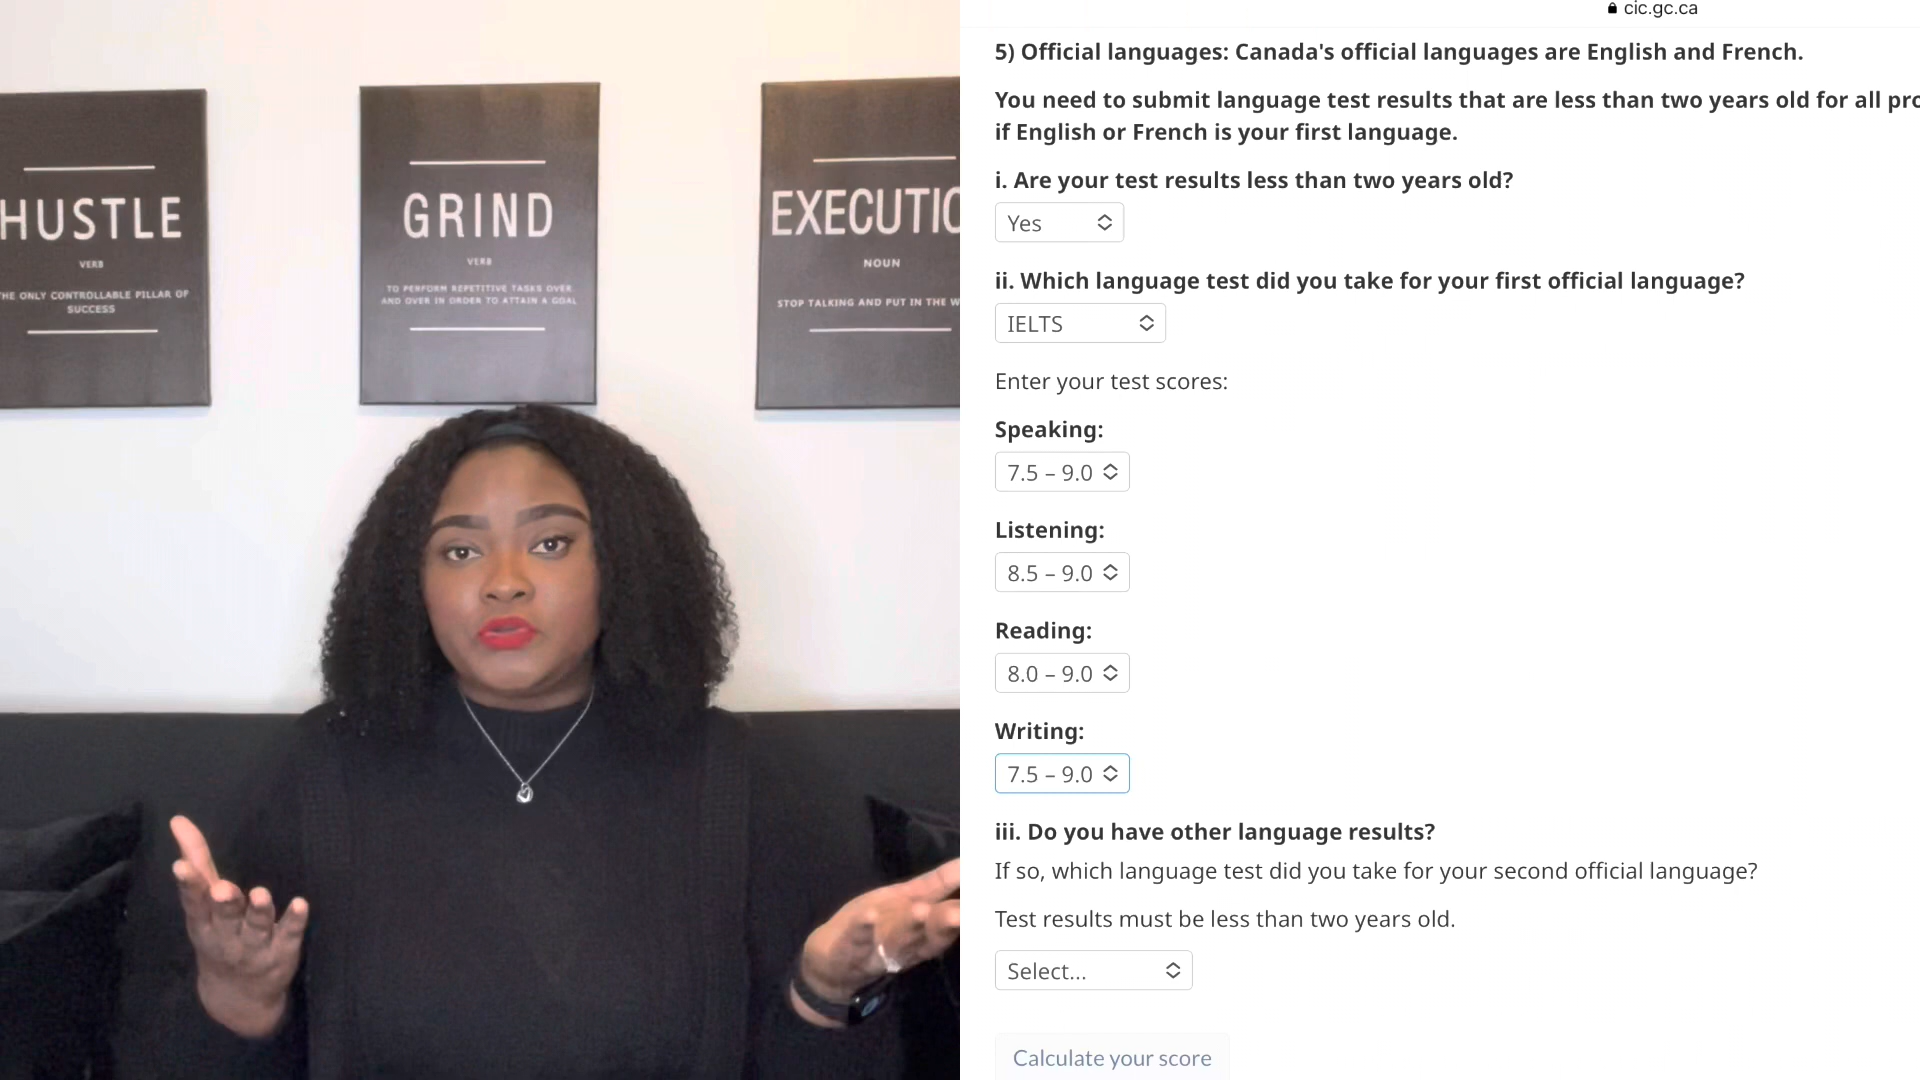 HUSTLE
VERB
THE ONLY CONTROLLABLE PILLAR OF
SUCCESS
GRIND
VERB
TO PERFORM REPETITIVE TASKS OVER
AND OVER IN ORDER TO ATTAIN A GOAL
EXECUTIO
NOUN
STOP TALKING AND PUT IN THE W
cic.gc.ca
5) Official languages: Canada's official languages are English and French.
You need to submit language test results that are less than two years old for all pro
if English or French is your first language.
i. Are your test results less than two years old?
Yes
ii. Which language test did you take for your first official language?
IELTS
Enter your test scores:
Speaking:
7.5 – 9.0
Listening:
8.5 – 9.0
Reading:
8.0 – 9.0
Writing:
7.5 – 9.0
iii. Do you have other language results?
If so, which language test did you take for your second official language?
Test results must be less than two years old.
Select...
Calculate your score